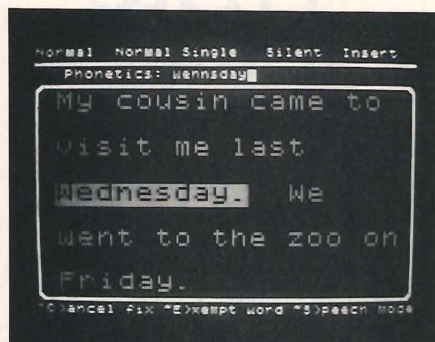 Normal Normal Single Silent Insert
Phonetics: Wennsday
My cousin came to
visit me last
Wednesday. We
went to the zoo on
Friday.
^C)ancel fix ^E)xempt word ^S)peech mode